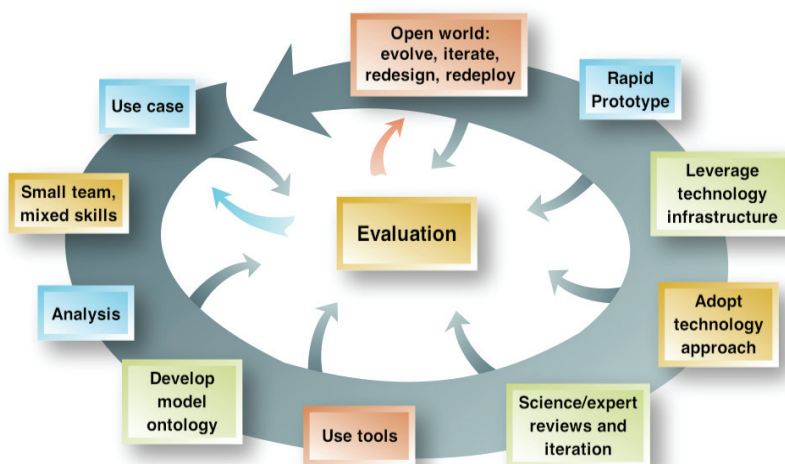 Open world:
evolve, iterate,
redesign, redeploy
Rapid
Prototype
Use case
Leverage
technology
infrastructure
Small team,
mixed skills
Evaluation
Analysis
Adopt
technology
approach
Develop
model
ontology
Use tools
Science/expert
reviews and
iteration